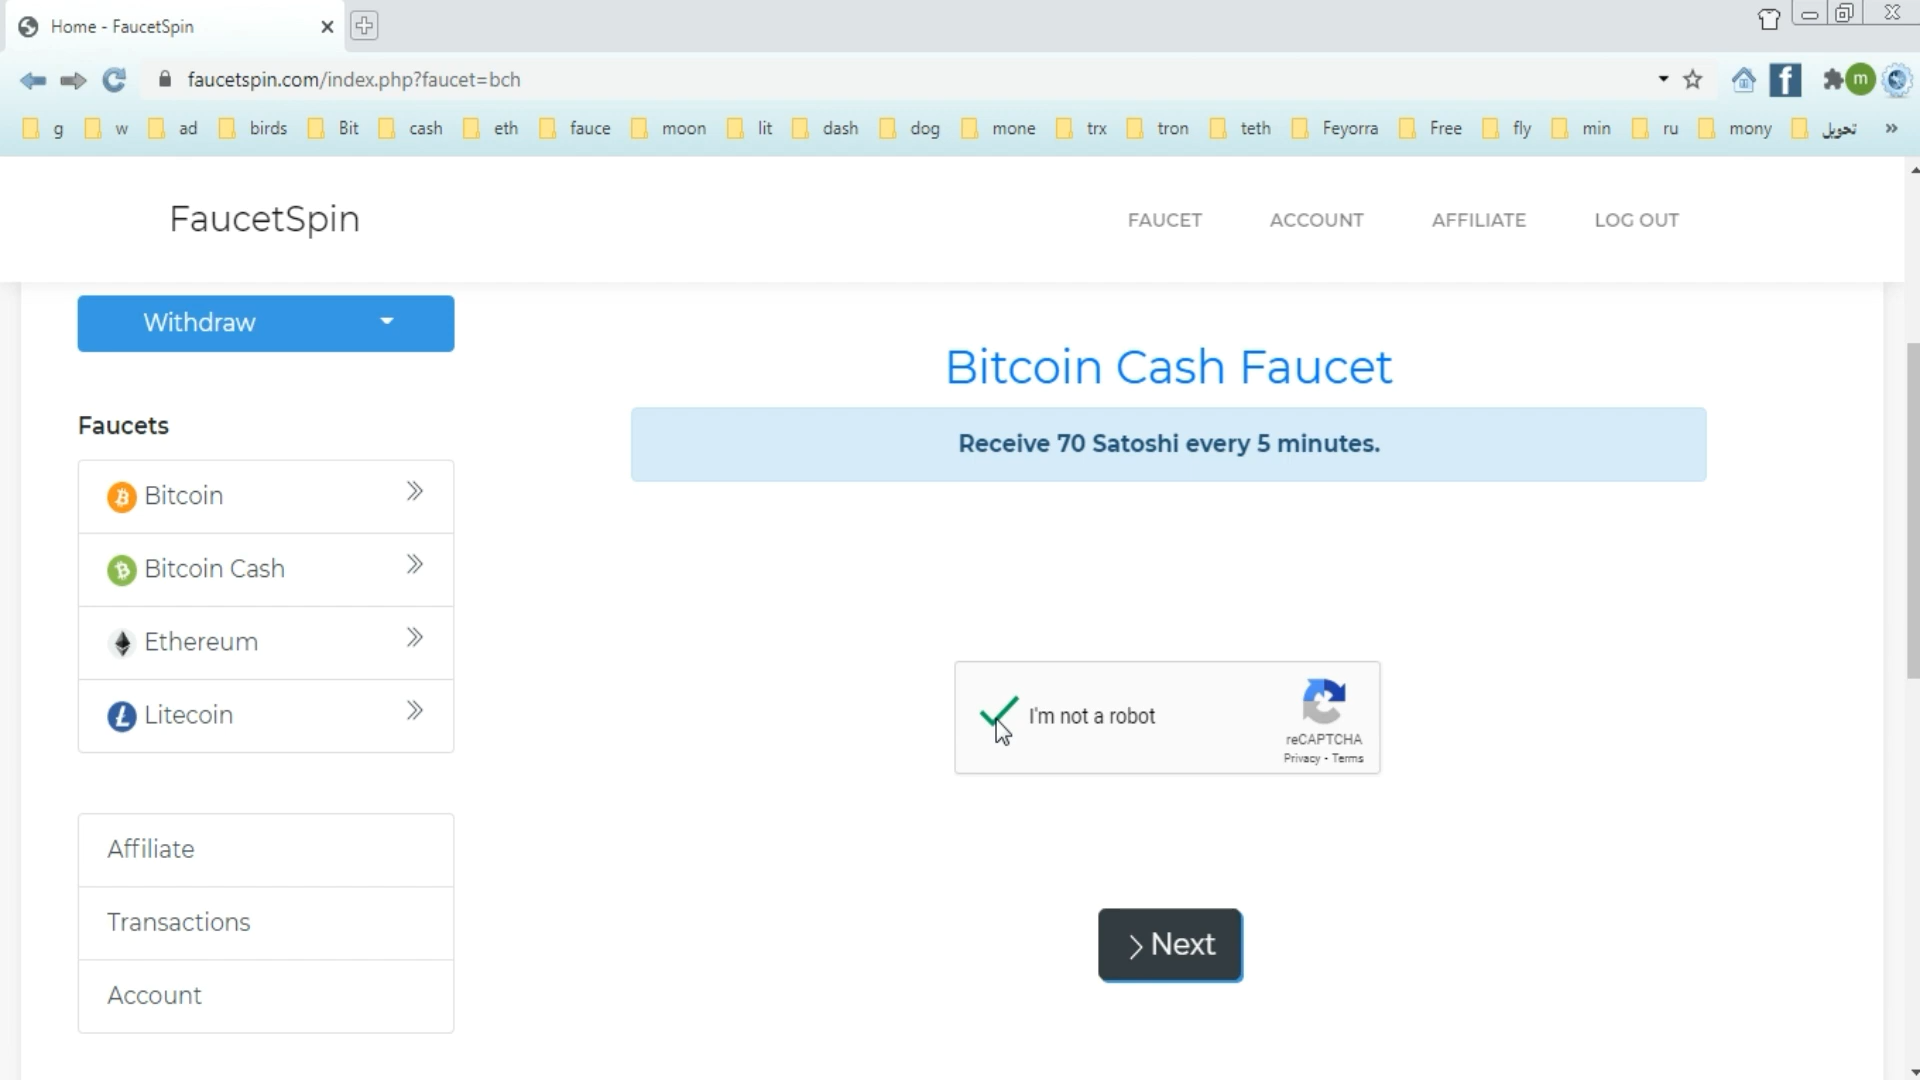 Home - FaucetSpin
faucetspin.com/index.php?faucet=bch
f
m
g w ad birds Bit cash eth fauce moon lit dash dog mone trx tron teth Feyorra Free fly min ru mony تحويل »
FaucetSpin
FAUCET ACCOUNT AFFILIATE LOG OUT
Withdraw
Bitcoin Cash Faucet
Receive 70 Satoshi every 5 minutes.
Faucets
Bitcoin
Bitcoin Cash
Ethereum
Litecoin
I'm not a robot
reCAPTCHA
Privacy - Terms
Affiliate
Transactions
Account
Next